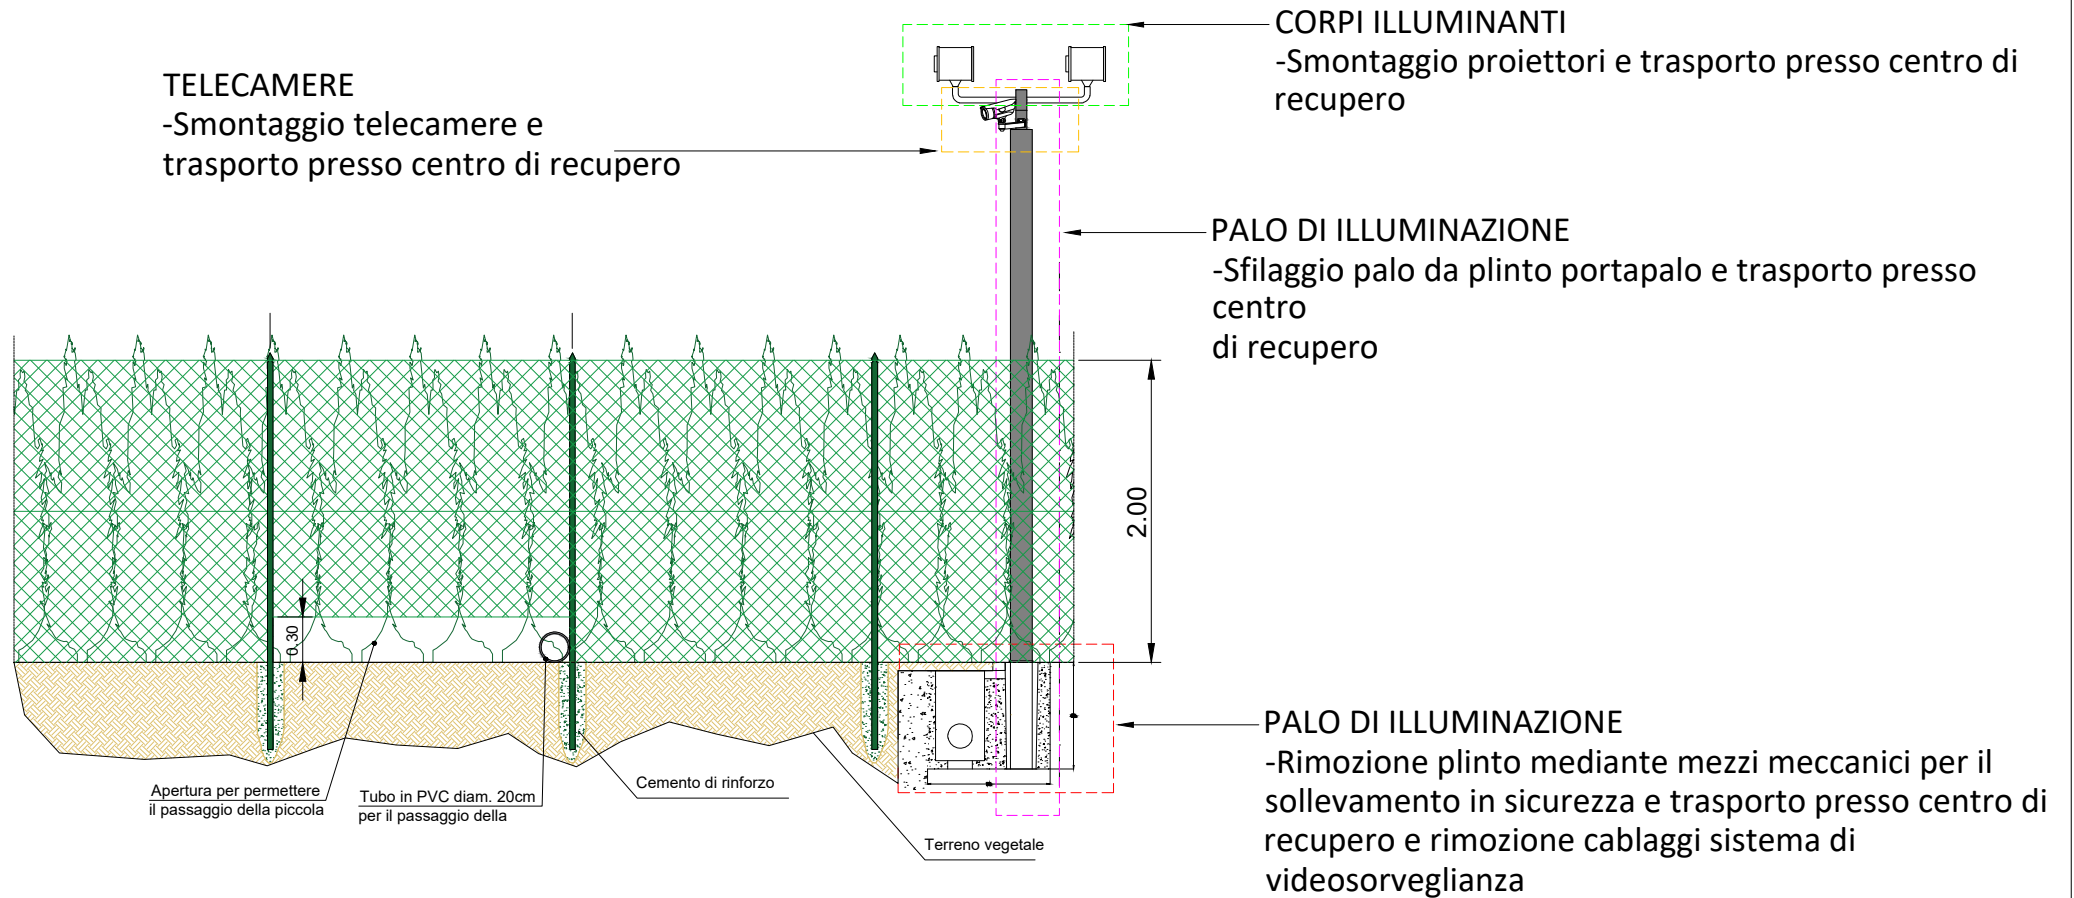 CORPI ILLUMINANTI
-Smontaggio proiettori e trasporto presso centro di
recupero
TELECAMERE
-Smontaggio telecamere e
trasporto presso centro di recupero
PALO DI ILLUMINAZIONE
-Sfilaggio palo da plinto portapalo e trasporto presso
centro
di recupero
2.00
0.30
PALO DI ILLUMINAZIONE
-Rimozione plinto mediante mezzi meccanici per il
sollevamento in sicurezza e trasporto presso centro di
recupero e rimozione cablaggi sistema di
videosorveglianza
Apertura per permettere
il passaggio della piccola
Tubo in PVC diam. 20cm
per il passaggio della
Cemento di rinforzo
Terreno vegetale